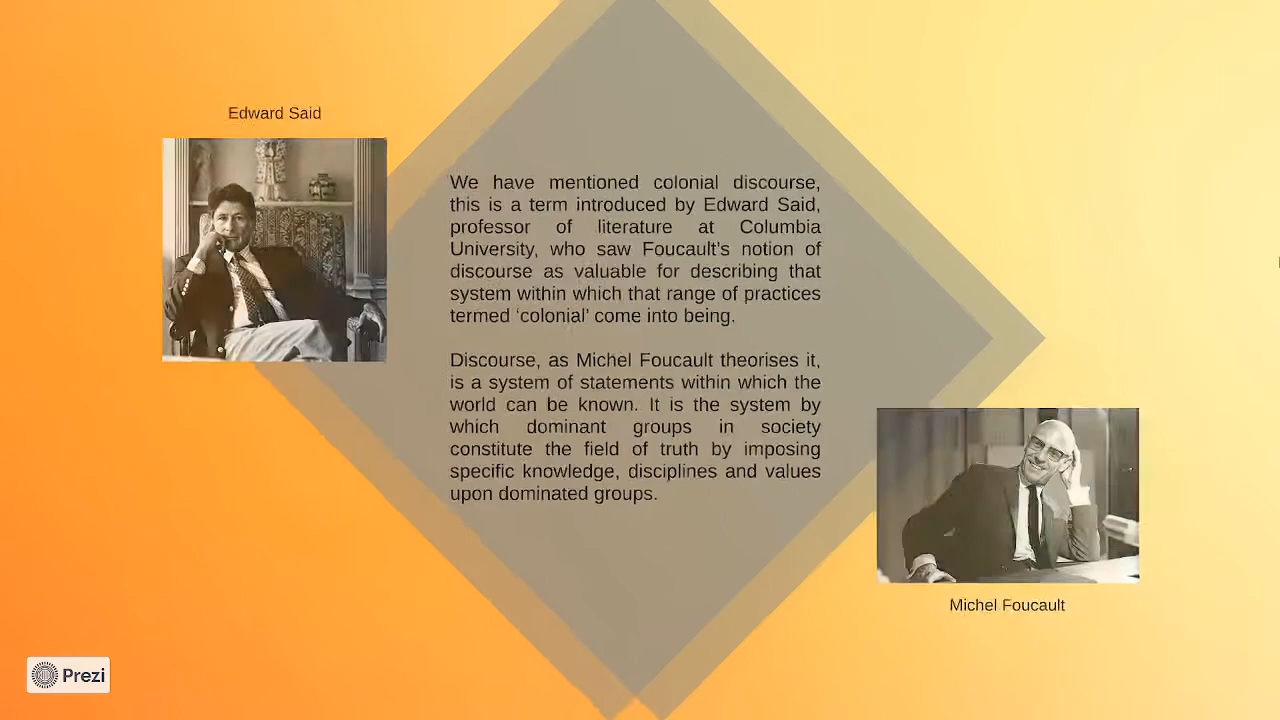 Edward Said
We have mentioned colonial discourse,
this is a term introduced by Edward Said,
professor of literature at Columbia
University, who saw Foucault's notion of
discourse as valuable for describing that
system within which that range of practices
termed ‘colonial’ come into being.
Discourse, as Michel Foucault theorises it,
is a system of statements within which the
world can be known. It is the system by
which dominant groups in society
constitute the field of truth by imposing
specific knowledge, disciplines and values
upon dominated groups.
Michel Foucault
Prezi